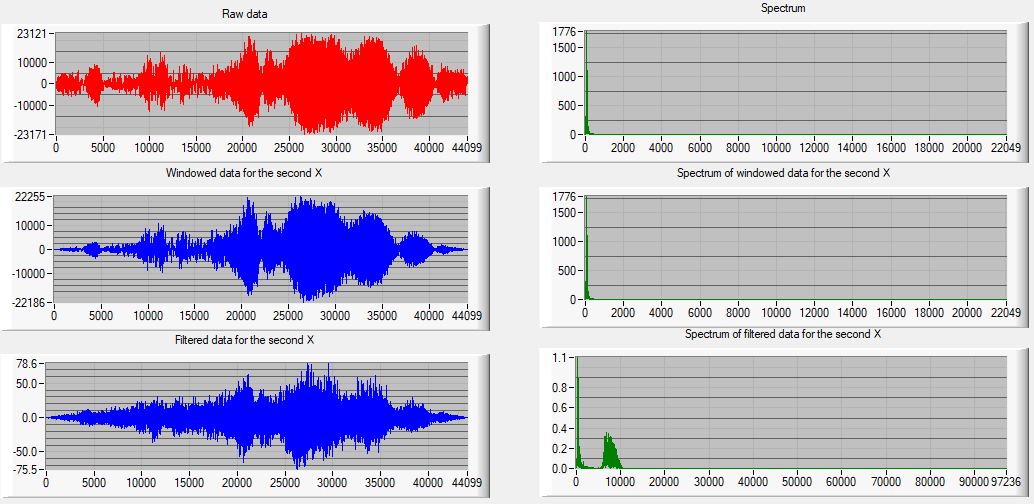 Raw data
23121
10000
0
-10000
-23171
0 5000 10000 15000 20000 25000 30000 35000 40000 44099
Spectrum
1776
1500
1000
500
0
0 2000 4000 6000 8000 10000 12000 14000 16000 18000 20000 22049
Windowed data for the second X
22255
10000
0
-10000
-22186
0 5000 10000 15000 20000 25000 30000 35000 40000 44099
Spectrum of windowed data for the second X
1776
1500
1000
500
0
0 2000 4000 6000 8000 10000 12000 14000 16000 18000 20000 22049
Filtered data for the second X
78.6
50.0
0.0
-50.0
-75.5
0 5000 10000 15000 20000 25000 30000 35000 40000 44099
Spectrum of filtered data for the second X
1.1
0.8
0.6
0.4
0.2
0.0
0 10000 20000 30000 40000 50000 60000 70000 80000 90000 97236